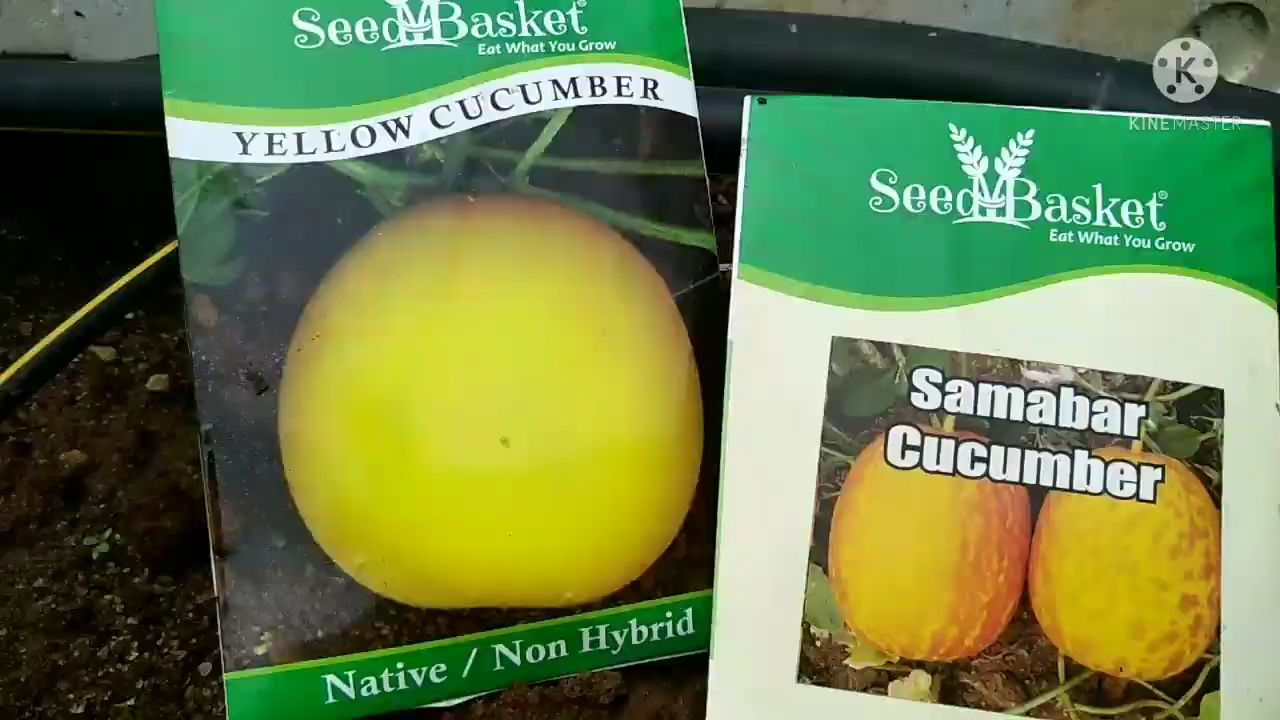 SeedBasket
Eat What You Grow
YELLOW CUCUMBER
Native / Non Hybrid
SeedBasket®
Eat What You Grow
Samabar
Cucumber
K
KINEMASTER